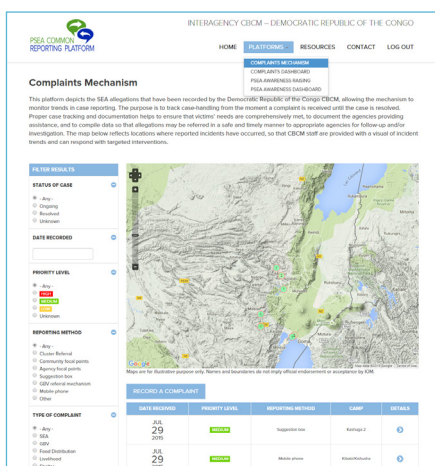 PSEA COMMON
REPORTING PLATFORM
INTERAGENCY CBCM – DEMOCRATIC REPUBLIC OF THE CONGO
HOME PLATFORMS RESOURCES CONTACT LOG OUT
COMPLAINTS MECHANISM
COMPLAINTS DASHBOARD
PSEA AWARENESS RAISING
PSEA AWARENESS DASHBOARD
Complaints Mechanism
This platform depicts the SEA allegations that have been recorded by the Democratic Republic of the Congo CBCM, allowing the mechanism to
monitor trends in case reporting. The purpose is to track case-handling from the moment a complaint is received until the case is resolved.
Proper case tracking and documentation helps to ensure that victims' needs are comprehensively met, to document the agencies providing
assistance, and to compile data so that allegations may be referred in a safe and timely manner to appropriate agencies for follow-up and/or
investigation. The map below reflects locations where reported incidents have occurred, so that CBCM staff are provided with a visual of incident
trends and can respond with targeted interventions.
FILTER RESULTS
STATUS OF CASE
- Any -
Ongoing
Resolved
Unknown
DATE RECORDED
PRIORITY LEVEL
- Any -
HIGH
MEDIUM
LOW
Unknown
REPORTING METHOD
- Any -
Cluster Referral
Community focal points
Agency focal points
Suggestion box
GBV referral mechanism
Mobile phone
Other
TYPE OF COMPLAINT
- Any -
SEA
GBV
Food Distribution
Livelihood
Google
Maps are for illustrative purpose only. Names and boundaries do not imply official endorsement or acceptance by IOM.
RECORD A COMPLAINT
DATE RECEIVED PRIORITY LEVEL REPORTING METHOD CAMP DETAILS
JUL
29
2015
MEDIUM Suggestion box Kashuga 2
JUL
29
2015
MEDIUM Mobile phone